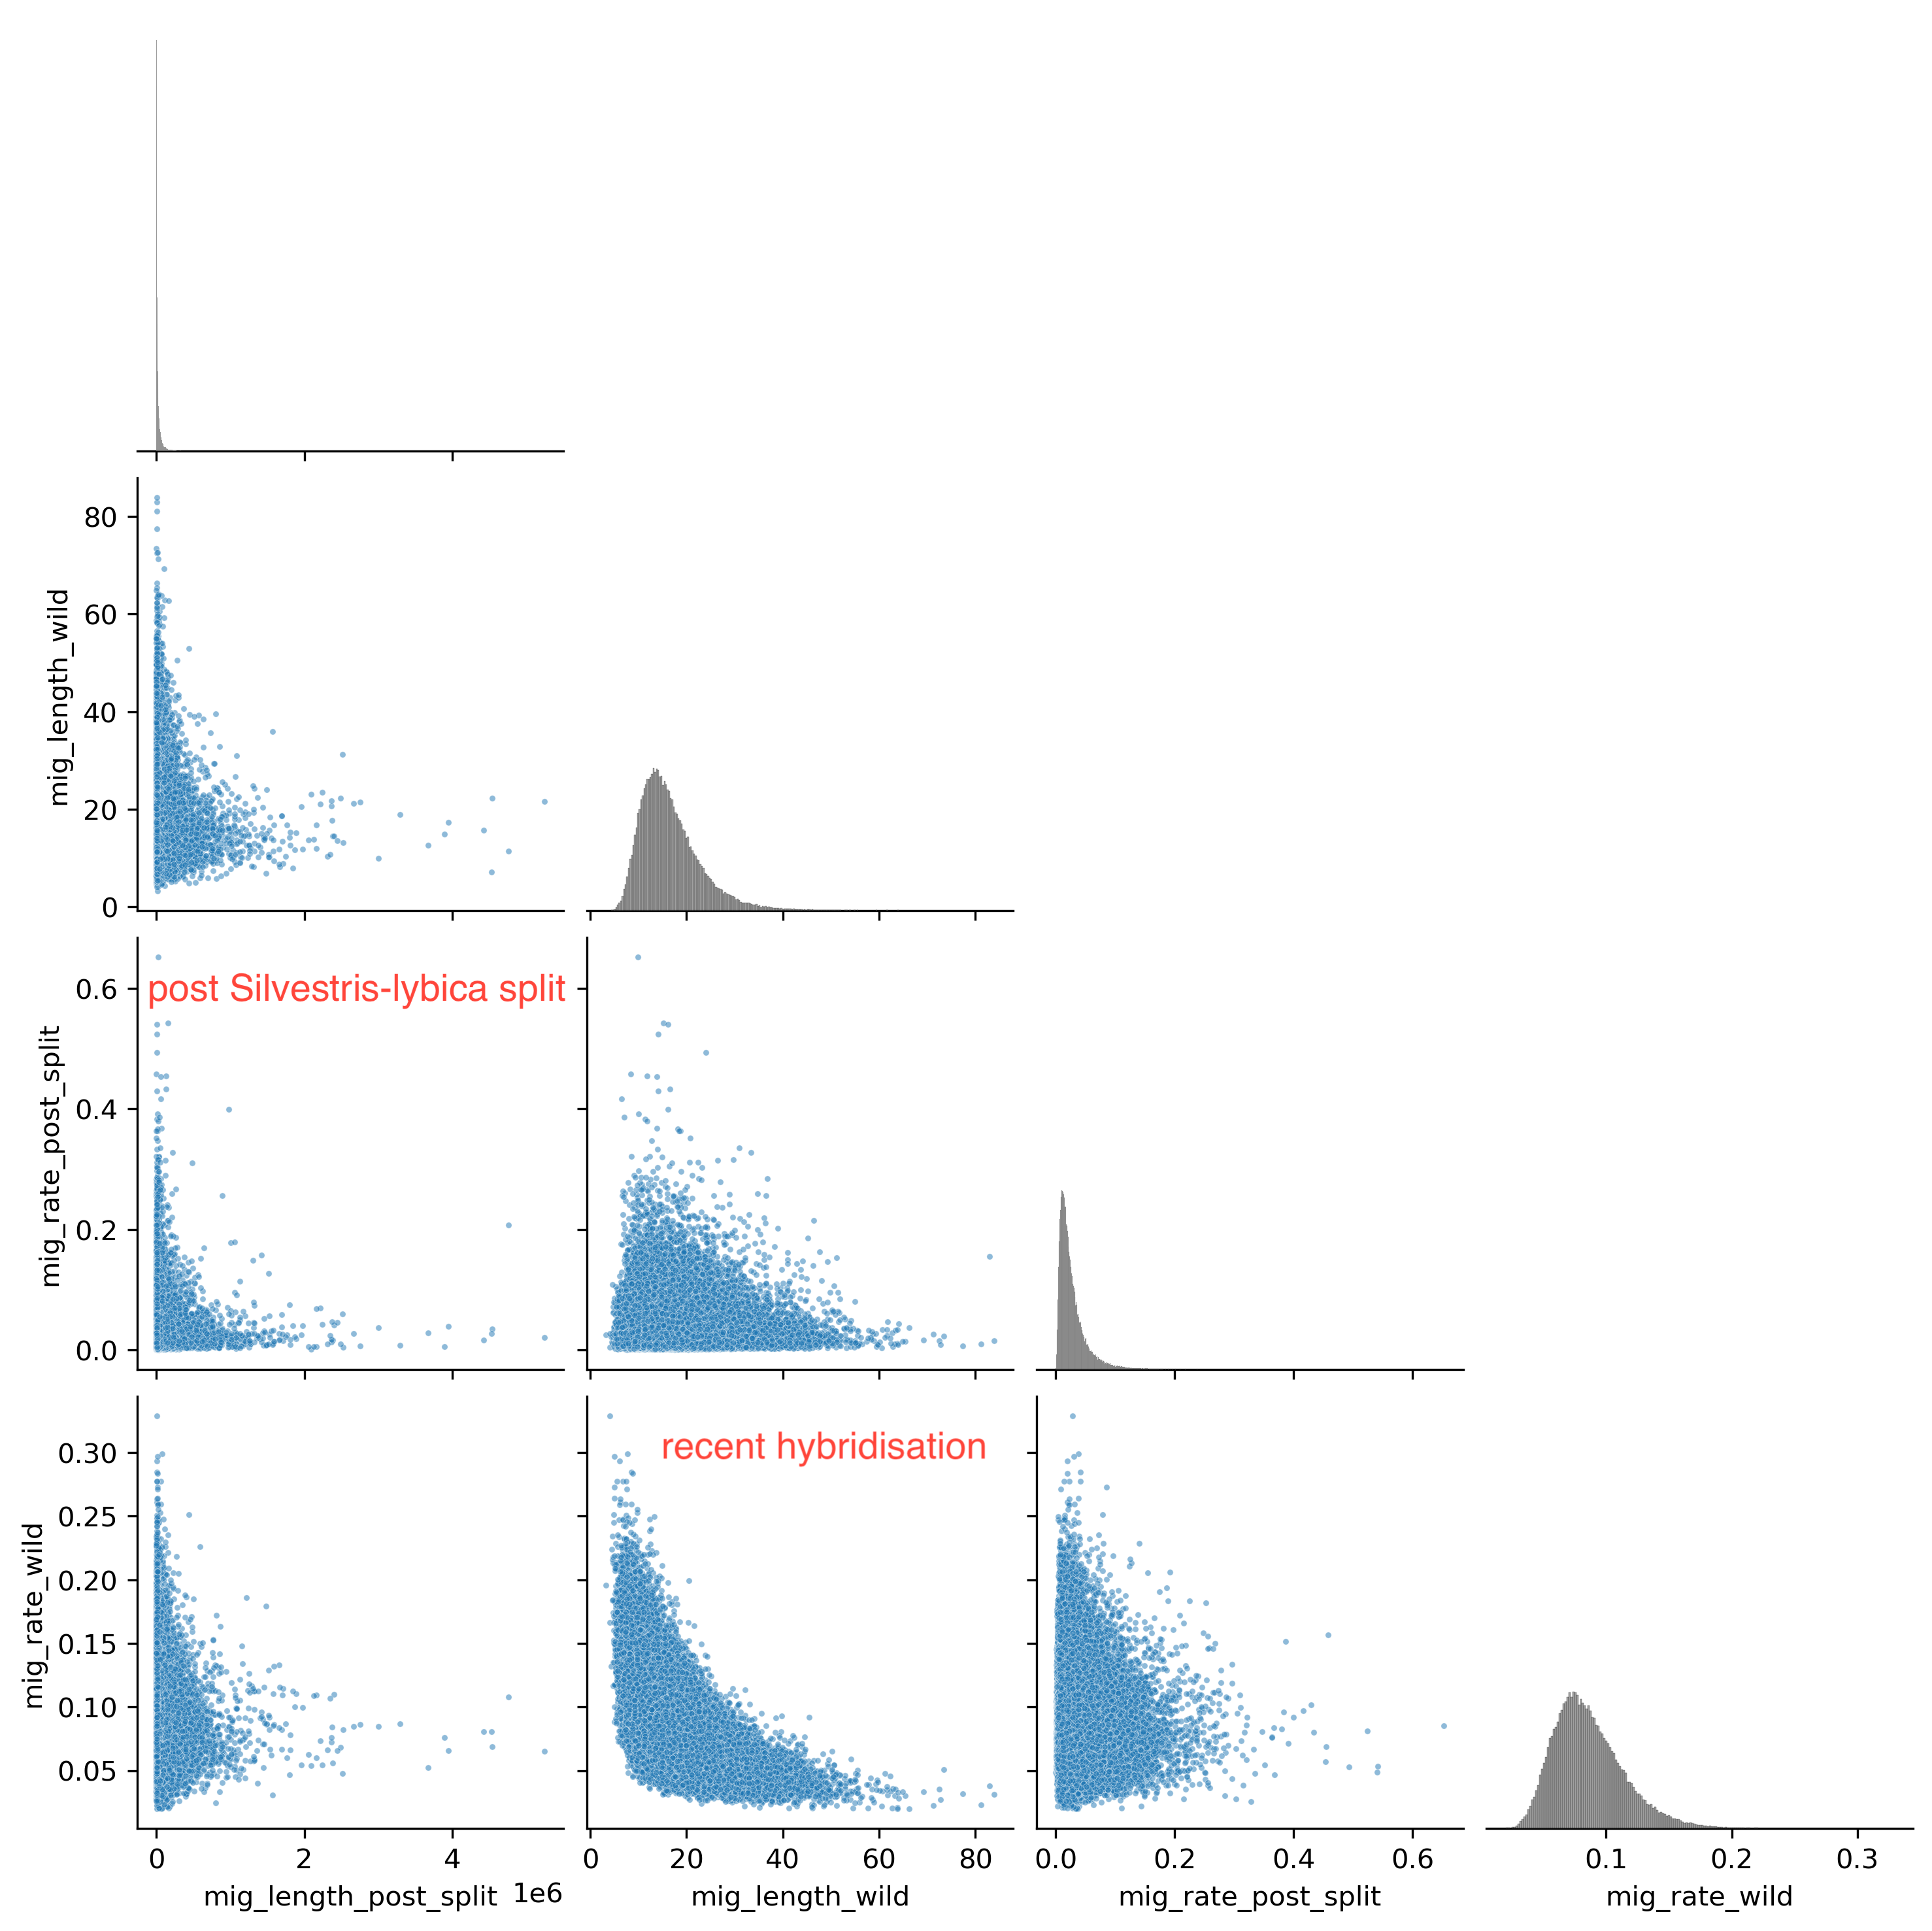 80
60
40
20
0
mig_length_wild
post Silvestris-lybica split
0.6
0.4
0.2
0.0
mig_rate_post_split
recent hybridisation
0.30
0.25
0.20
0.15
0.10
0.05
mig_rate_wild
0 2 4
1e6
mig_length_post_split
0 20 40 60 80
mig_length_wild
0.0 0.2 0.4 0.6
mig_rate_post_split
0.1 0.2 0.3
mig_rate_wild